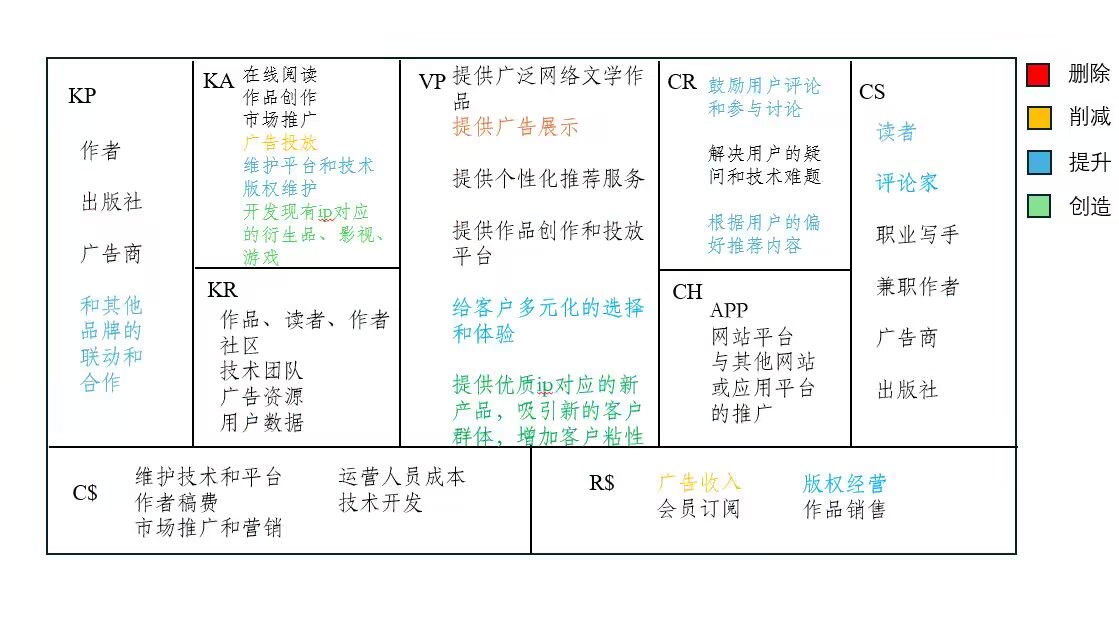 KP
作者
出版社
广告商
和其他
品牌的
联动和
合作
KA
在线阅读
作品创作
市场推广
广告投放
维护平台和技术
版权维护
开发现有ip对应
的衍生品、影视、
游戏
KR
作品、读者、作者
社区
技术团队
广告资源
用户数据
VP
提供广泛网络文学作
品
提供广告展示
提供个性化推荐服务
提供作品创作和投放
平台
给客户多元化的选择
和体验
提供优质ip对应的新
产品，吸引新的客户
群体，增加客户粘性
CR
鼓励用户评论
和参与讨论
解决用户的疑
问和技术难题
根据用户的偏
好推荐内容
CH
APP
网站平台
与其他网站
或应用平台
的推广
CS
读者
评论家
职业写手
兼职作者
广告商
出版社
C$
维护技术和平台
作者稿费
市场推广和营销
运营人员成本
技术开发
R$
广告收入
会员订阅
版权经营
作品销售
删除
削减
提升
创造